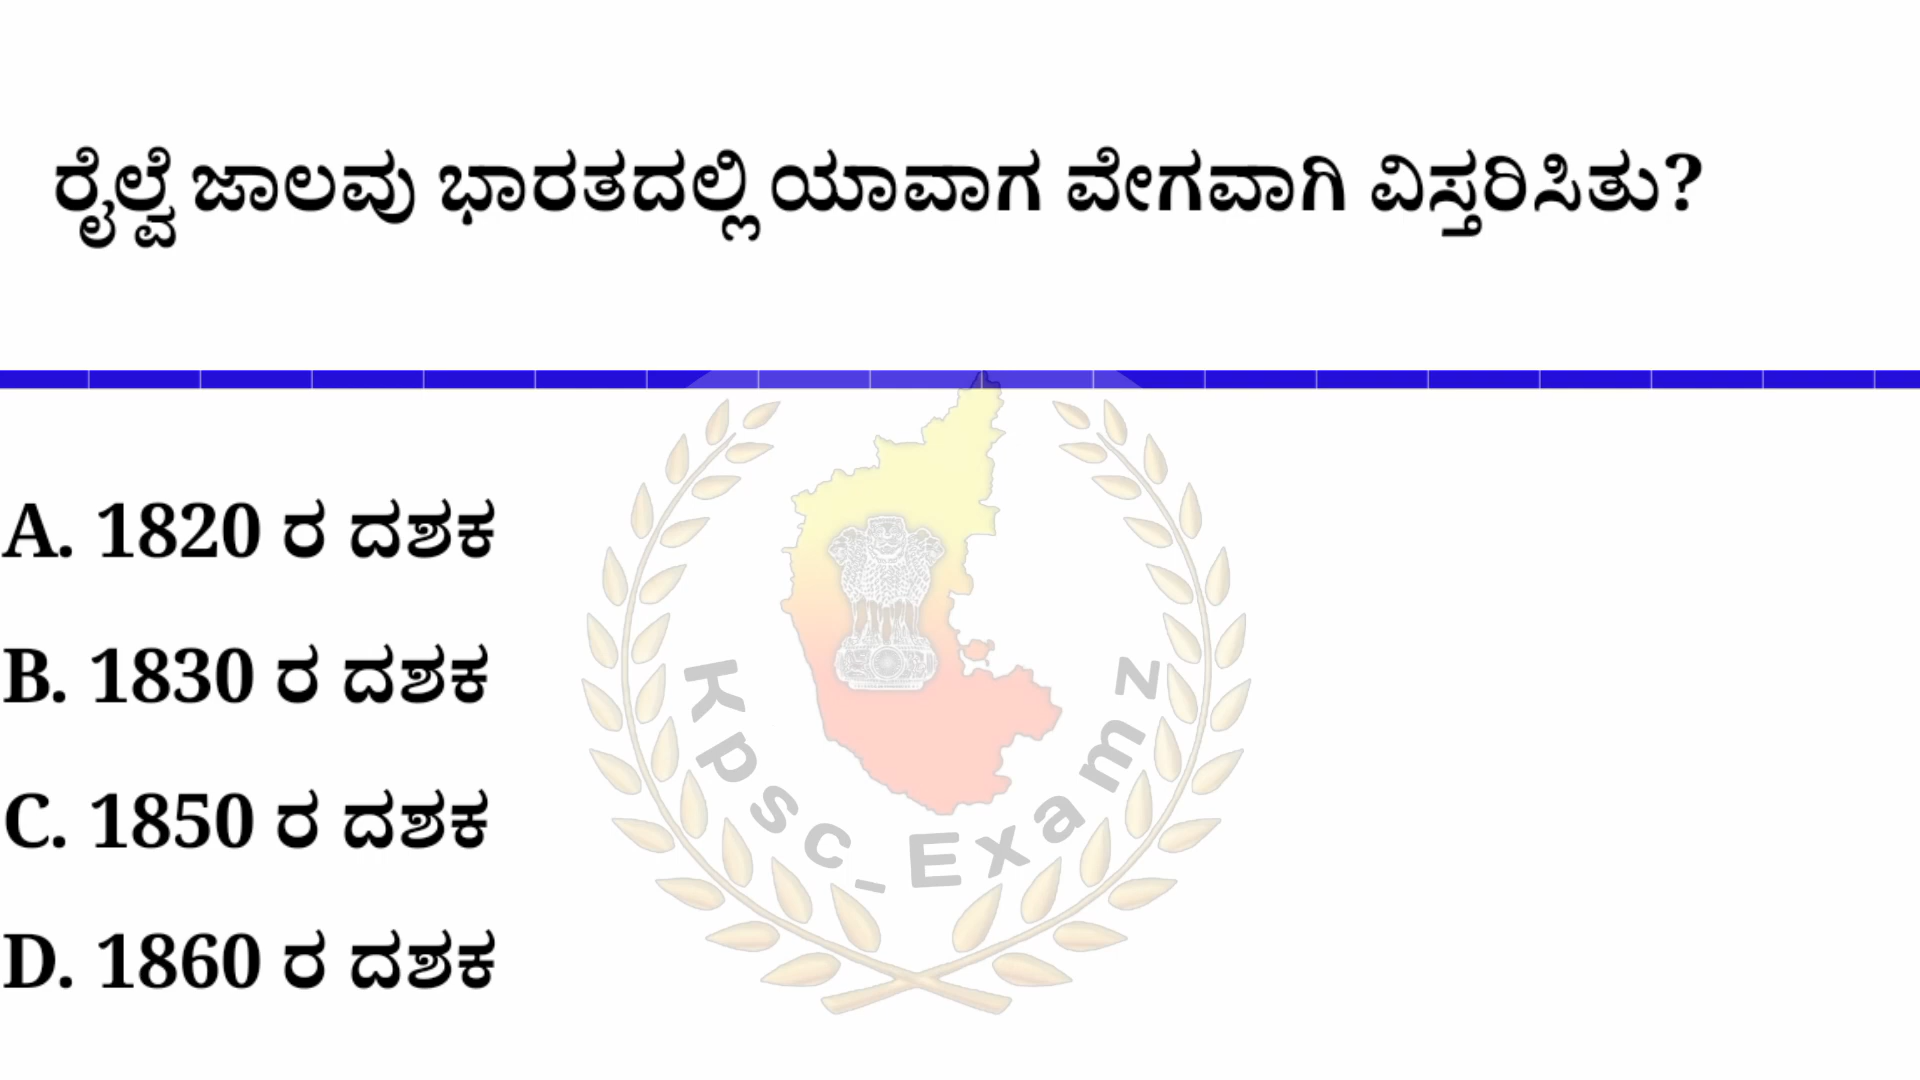 ರೈಲ್ವೆ ಜಾಲವು ಭಾರತದಲ್ಲಿ ಯಾವಾಗ ವೇಗವಾಗಿ ವಿಸ್ತರಿಸಿತು?
A. 1820 ರ ದಶಕ
B. 1830 ರ ದಶಕ
C. 1850 ರ ದಶಕ
D. 1860 ರ ದಶಕ
Kpsc_Examz